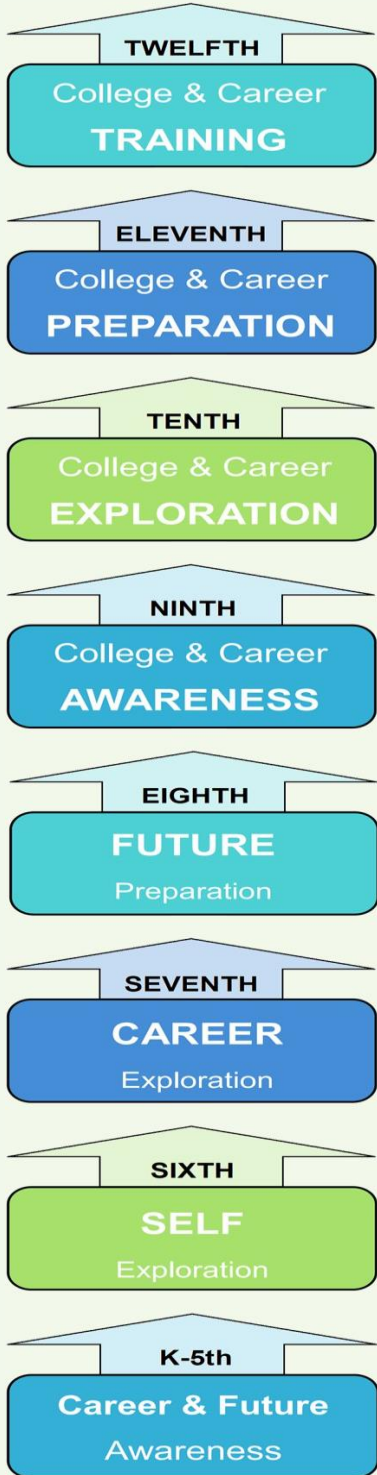 TWELFTH
College & Career
TRAINING
ELEVENTH
College & Career
PREPARATION
TENTH
College & Career
EXPLORATION
NINTH
College & Career
AWARENESS
EIGHTH
FUTURE
Preparation
SEVENTH
CAREER
Exploration
SIXTH
SELF
Exploration
K-5th
Career & Future
Awareness